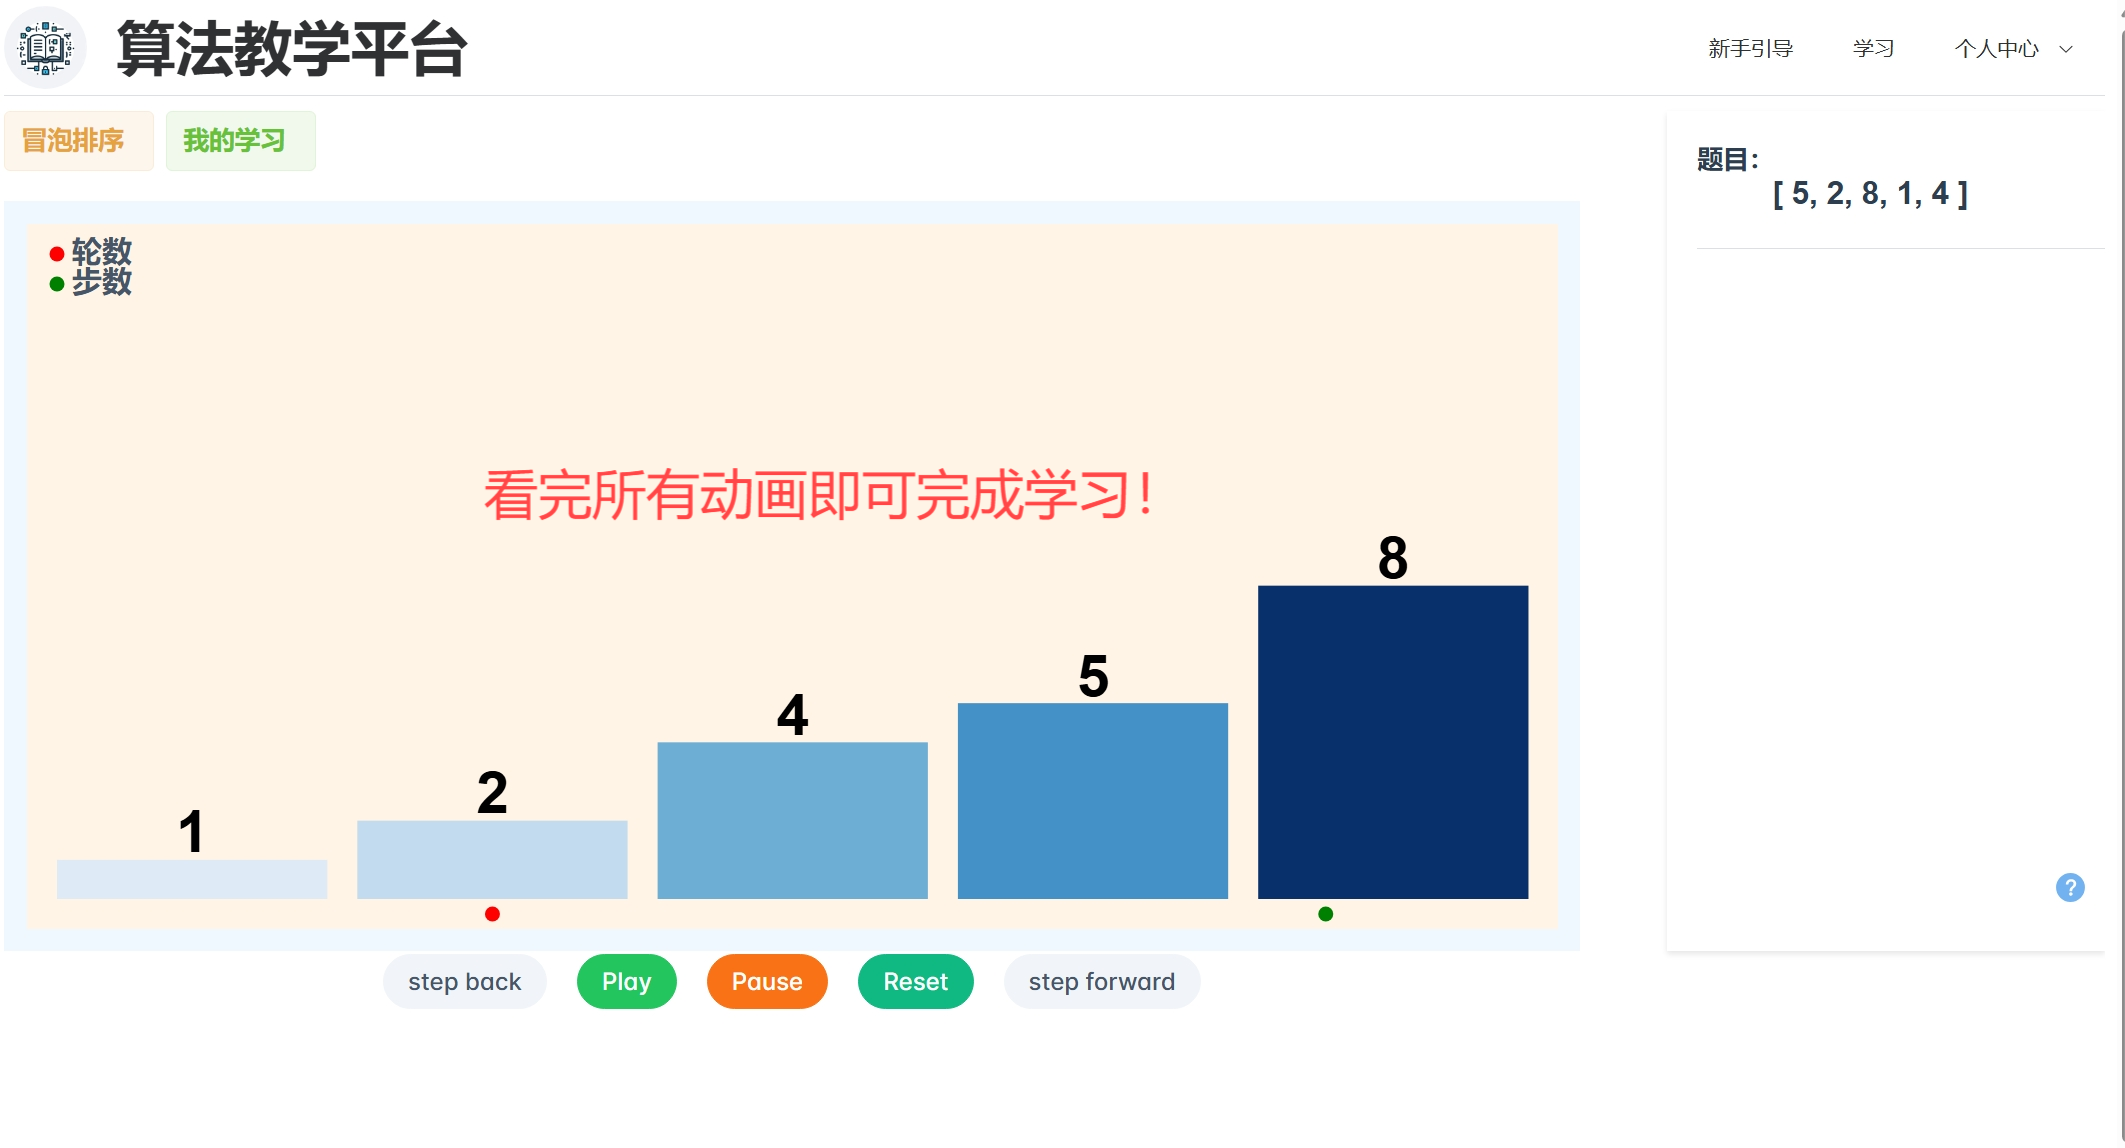 算法教学平台
新手引导 学习 个人中心
冒泡排序 我的学习
题目：
[ 5, 2, 8, 1, 4 ]
轮数
步数
看完所有动画即可完成学习！
8
5
4
2
1
?
step back Play Pause Reset step forward